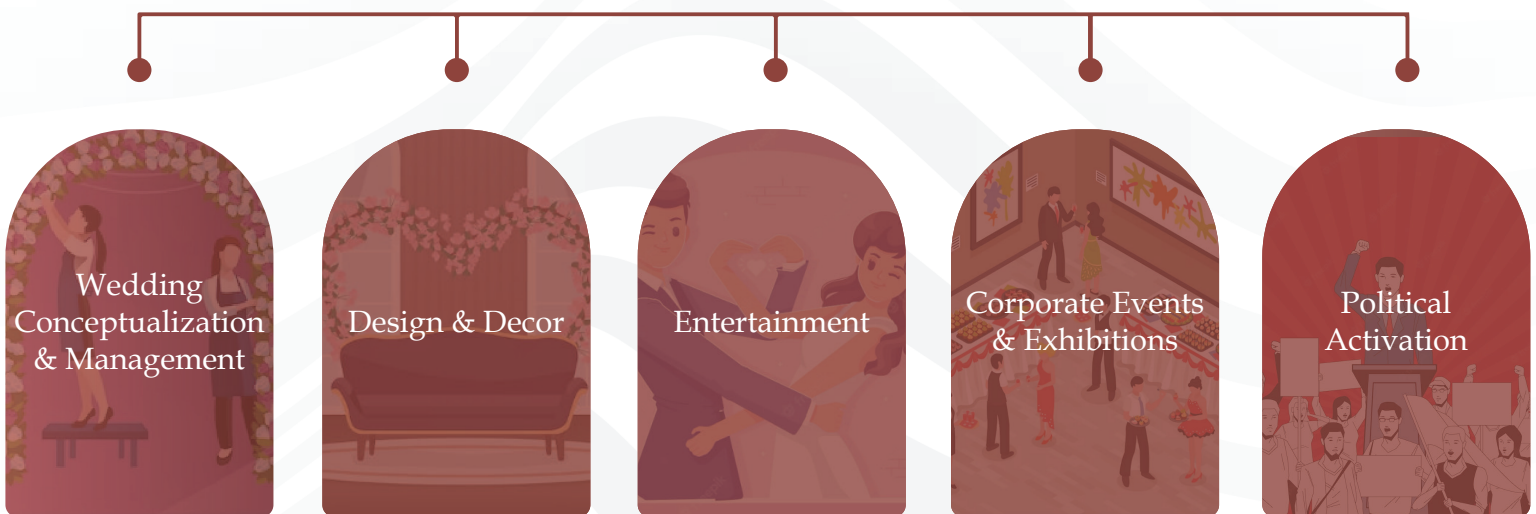 Wedding
Conceptualization
& Management
Design & Decor
Entertainment
Corporate Events
& Exhibitions
Political
Activation